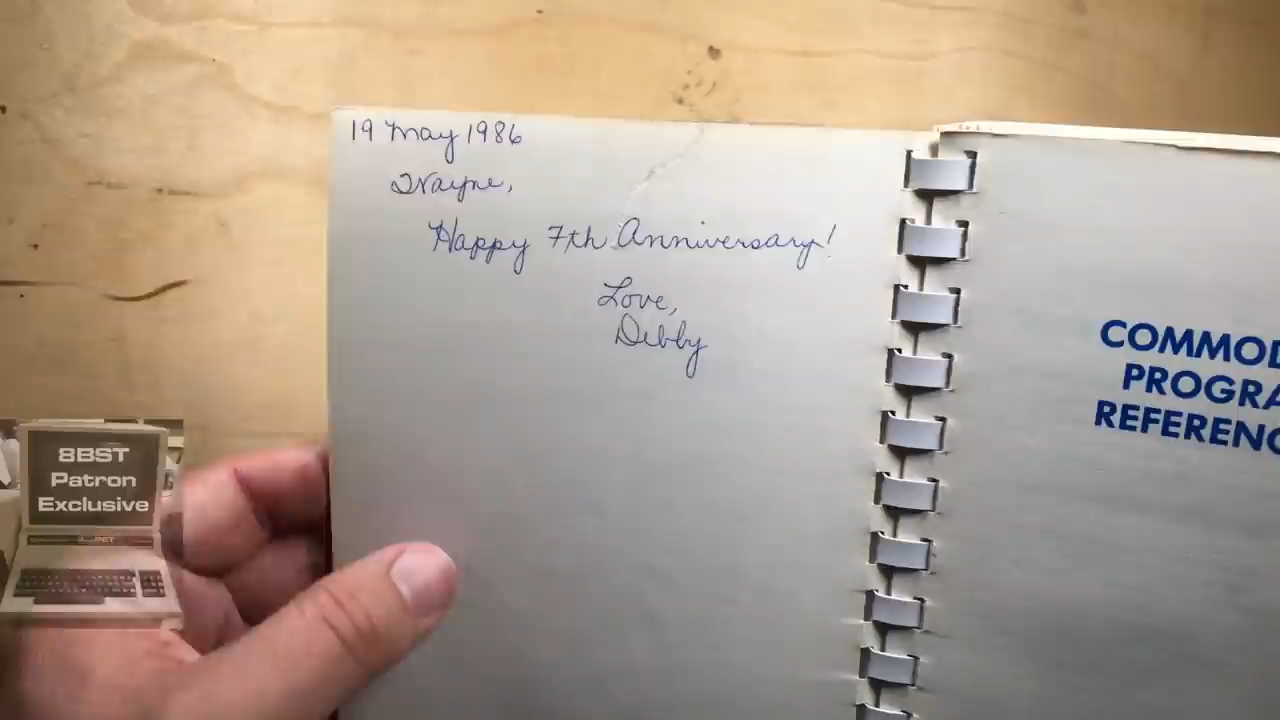 19 May 1986
Wayne,
Happy 7th Anniversary!
Love,
Debby
COMMOD
PROGRA
REFERENC
8BST
Patron
Exclusive